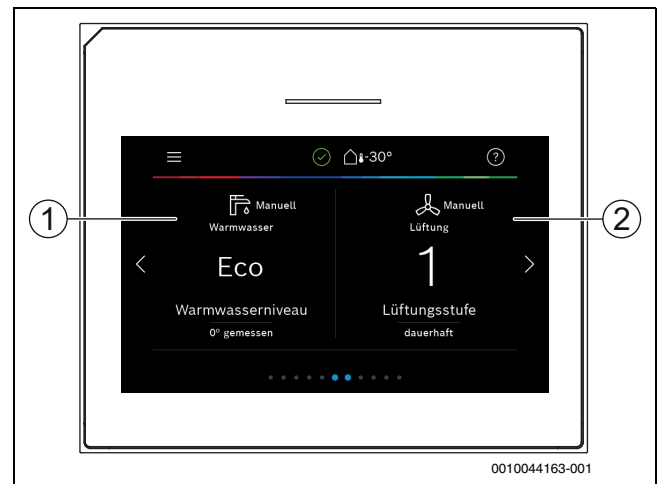 -30°
?
Manuell
Warmwasser
Eco
Warmwasserniveau
0° gemessen
Manuell
Lüftung
1
Lüftungsstufe
dauerhaft
1
2
0010044163-001